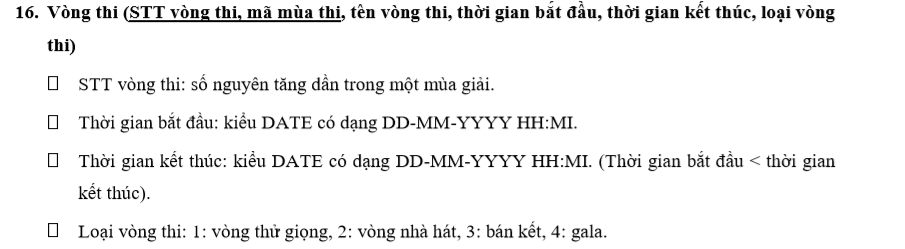 16. Vòng thi (STT vòng thi, mã mùa thi, tên vòng thi, thời gian bắt đầu, thời gian kết thúc, loại vòng
thi)
STT vòng thi: số nguyên tăng dần trong một mùa giải.
Thời gian bắt đầu: kiểu DATE có dạng DD-MM-YYYY HH:MI.
Thời gian kết thúc: kiểu DATE có dạng DD-MM-YYYY HH:MI. (Thời gian bắt đầu < thời gian
kết thúc).
Loại vòng thi: 1: vòng thử giọng, 2: vòng nhà hát, 3: bán kết, 4: gala.